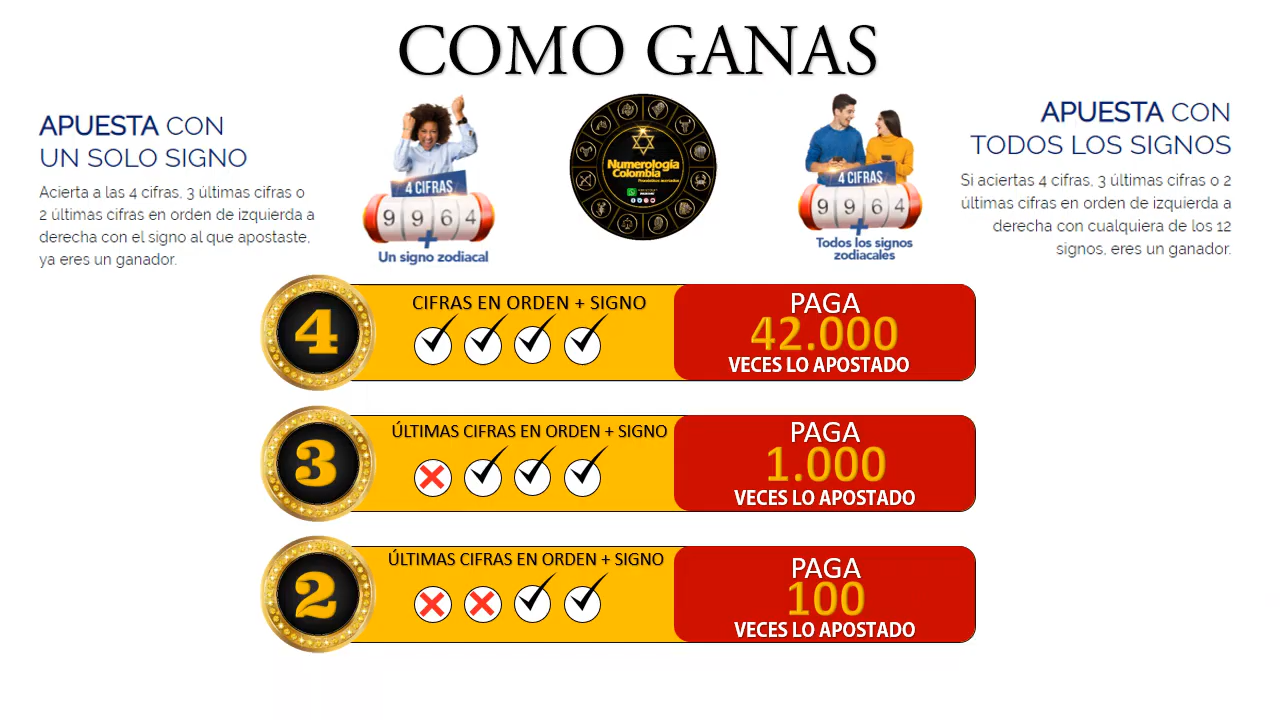 COMO GANAS
APUESTA CON
UN SOLO SIGNO
Acierta a las 4 cifras, 3 últimas cifras o
2 últimas cifras en orden de izquierda a
derecha con el signo al que apostaste,
ya eres un ganador.
4 CIFRAS
9 9 6 4
+
Un signo zodiacal
Numerología
Colombia
Pronósticos acertados
4 CIFRAS
9 9 6 4
+
Todos los signos
zodiacales
APUESTA CON
TODOS LOS SIGNOS
Si aciertas 4 cifras, 3 últimas cifras o 2
últimas cifras en orden de izquierda a
derecha con cualquiera de los 12
signos, eres un ganador.
4
CIFRAS EN ORDEN + SIGNO
PAGA
42.000
VECES LO APOSTADO
3
ÚLTIMAS CIFRAS EN ORDEN + SIGNO
PAGA
1.000
VECES LO APOSTADO
2
ÚLTIMAS CIFRAS EN ORDEN + SIGNO
PAGA
100
VECES LO APOSTADO